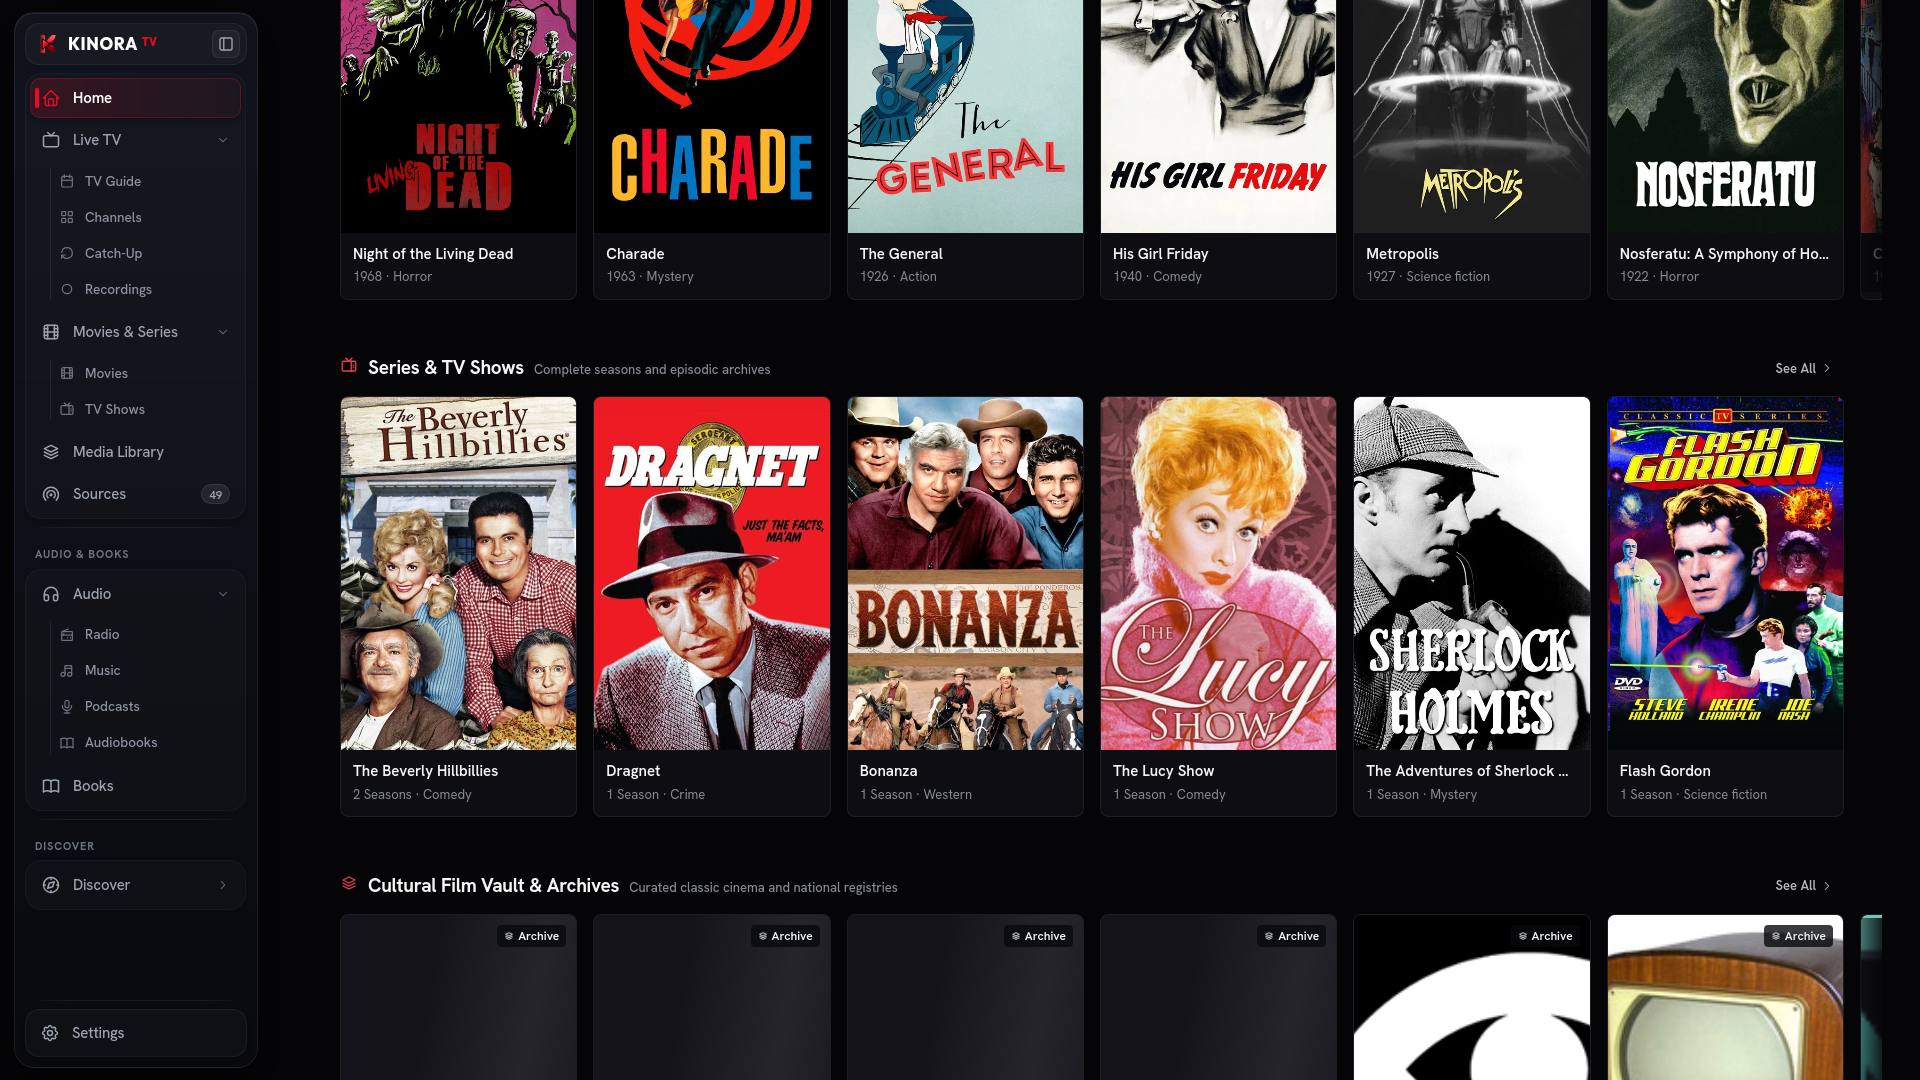 KINORA TV
Home
Live TV
TV Guide
Channels
Catch-Up
Recordings
Movies & Series
Movies
TV Shows
Media Library
Sources 49
AUDIO & BOOKS
Audio
Radio
Music
Podcasts
Audiobooks
Books
DISCOVER
Discover
Settings
NIGHT
OF THE
LIVING DEAD
CHARADE
The
GENERAL
HIS GIRL FRIDAY
METROPOLIS
NOSFERATU
Night of the Living Dead
1968 · Horror
Charade
1963 · Mystery
The General
1926 · Action
His Girl Friday
1940 · Comedy
Metropolis
1927 · Science fiction
Nosferatu: A Symphony of Ho...
1922 · Horror
Series & TV Shows Complete seasons and episodic archives
See All
The Beverly
Hillbillies
DRAGNET
JUST THE FACTS,
MA'AM
BONANZA
THE
Lucy
SHOW
SHERLOCK
HOLMES
CLASSIC TV SERIES
FLASH
GORDON
DVD
VIDEO
STEVE HOLLAND
IRENE CHAMPLIN
JOE NASH
The Beverly Hillbillies
2 Seasons · Comedy
Dragnet
1 Season · Crime
Bonanza
1 Season · Western
The Lucy Show
1 Season · Comedy
The Adventures of Sherlock ...
1 Season · Mystery
Flash Gordon
1 Season · Science fiction
Cultural Film Vault & Archives Curated classic cinema and national registries
See All
Archive
Archive
Archive
Archive
Archive
Archive